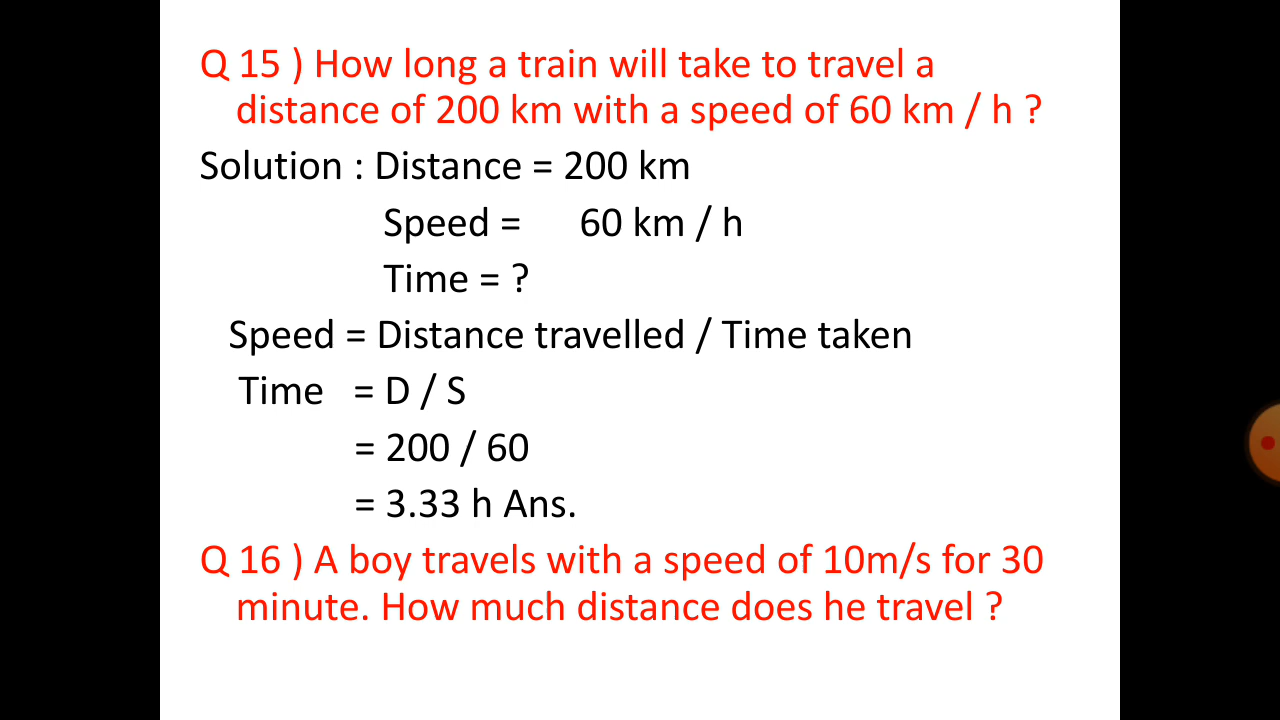 Q 15 ) How long a train will take to travel a
distance of 200 km with a speed of 60 km / h ?
Solution : Distance = 200 km
Speed = 60 km / h
Time = ?
Speed = Distance travelled / Time taken
Time = D / S
= 200 / 60
= 3.33 h Ans.
Q 16 ) A boy travels with a speed of 10m/s for 30
minute. How much distance does he travel ?